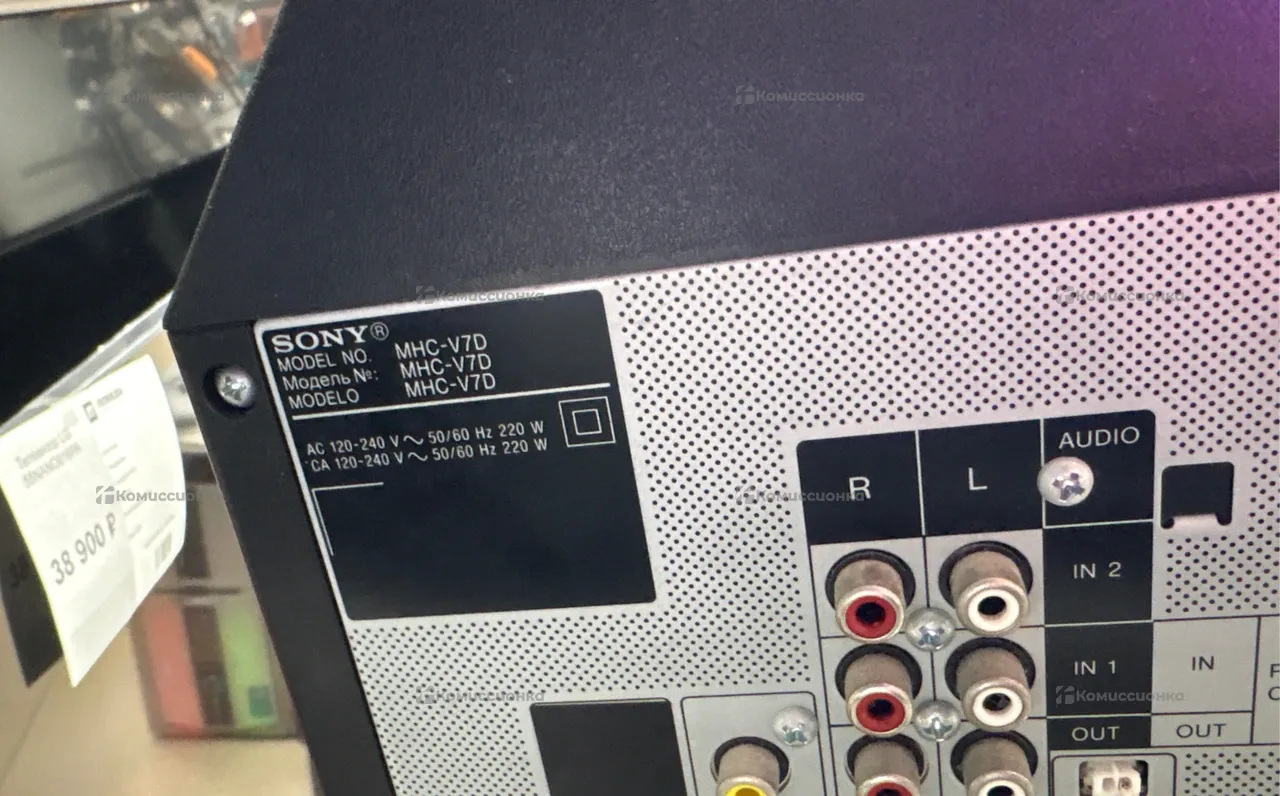 Комиссионка
Комиссионка
Комиссионка
SONY®
MODEL NO. MHC-V7D
Модель №: MHC-V7D
MODELO MHC-V7D
AC 120-240 V ~ 50/60 Hz 220 W
CA 120-240 V ~ 50/60 Hz 220 W
38 900 ₽
Комиссио
Комиссионка
R L AUDIO
IN 2
IN 1 IN
Комиссионка
Комиссионка
OUT OUT